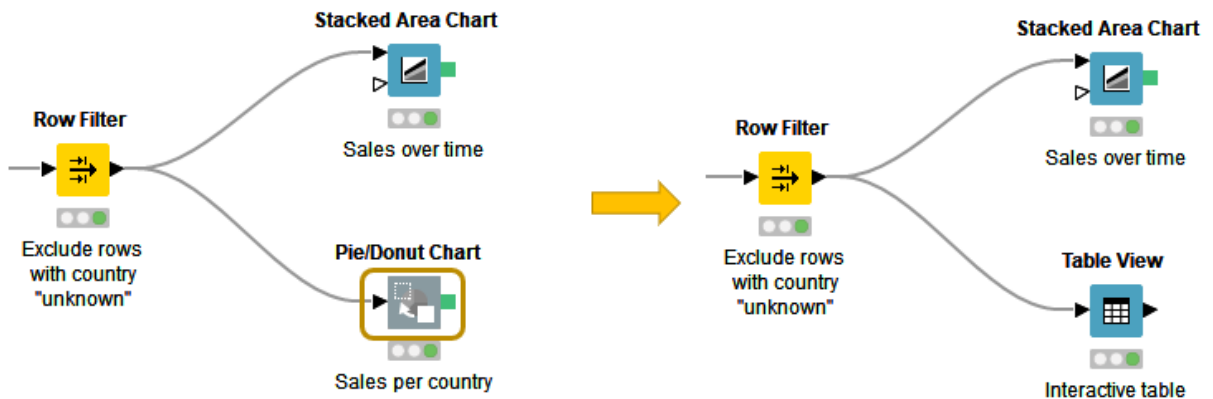 Stacked Area Chart
Sales over time
Row Filter
Exclude rows
with country
"unknown"
Pie/Donut Chart
Sales per country
Stacked Area Chart
Sales over time
Row Filter
Exclude rows
with country
"unknown"
Table View
Interactive table